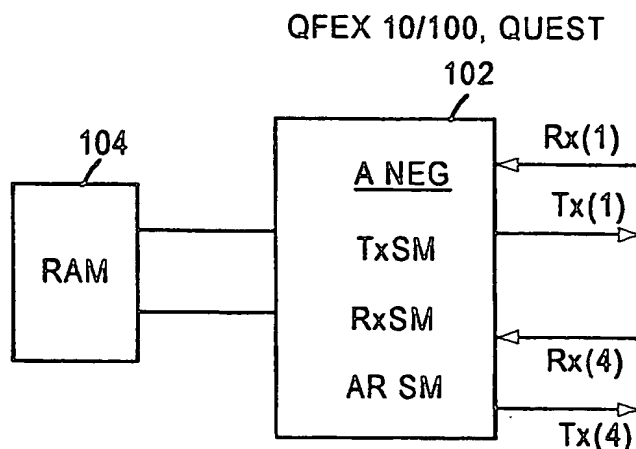 QFEX 10/100, QUEST
102
104
RAM
A NEG
TxSM
RxSM
AR SM
Rx(1)
Tx(1)
Rx(4)
Tx(4)